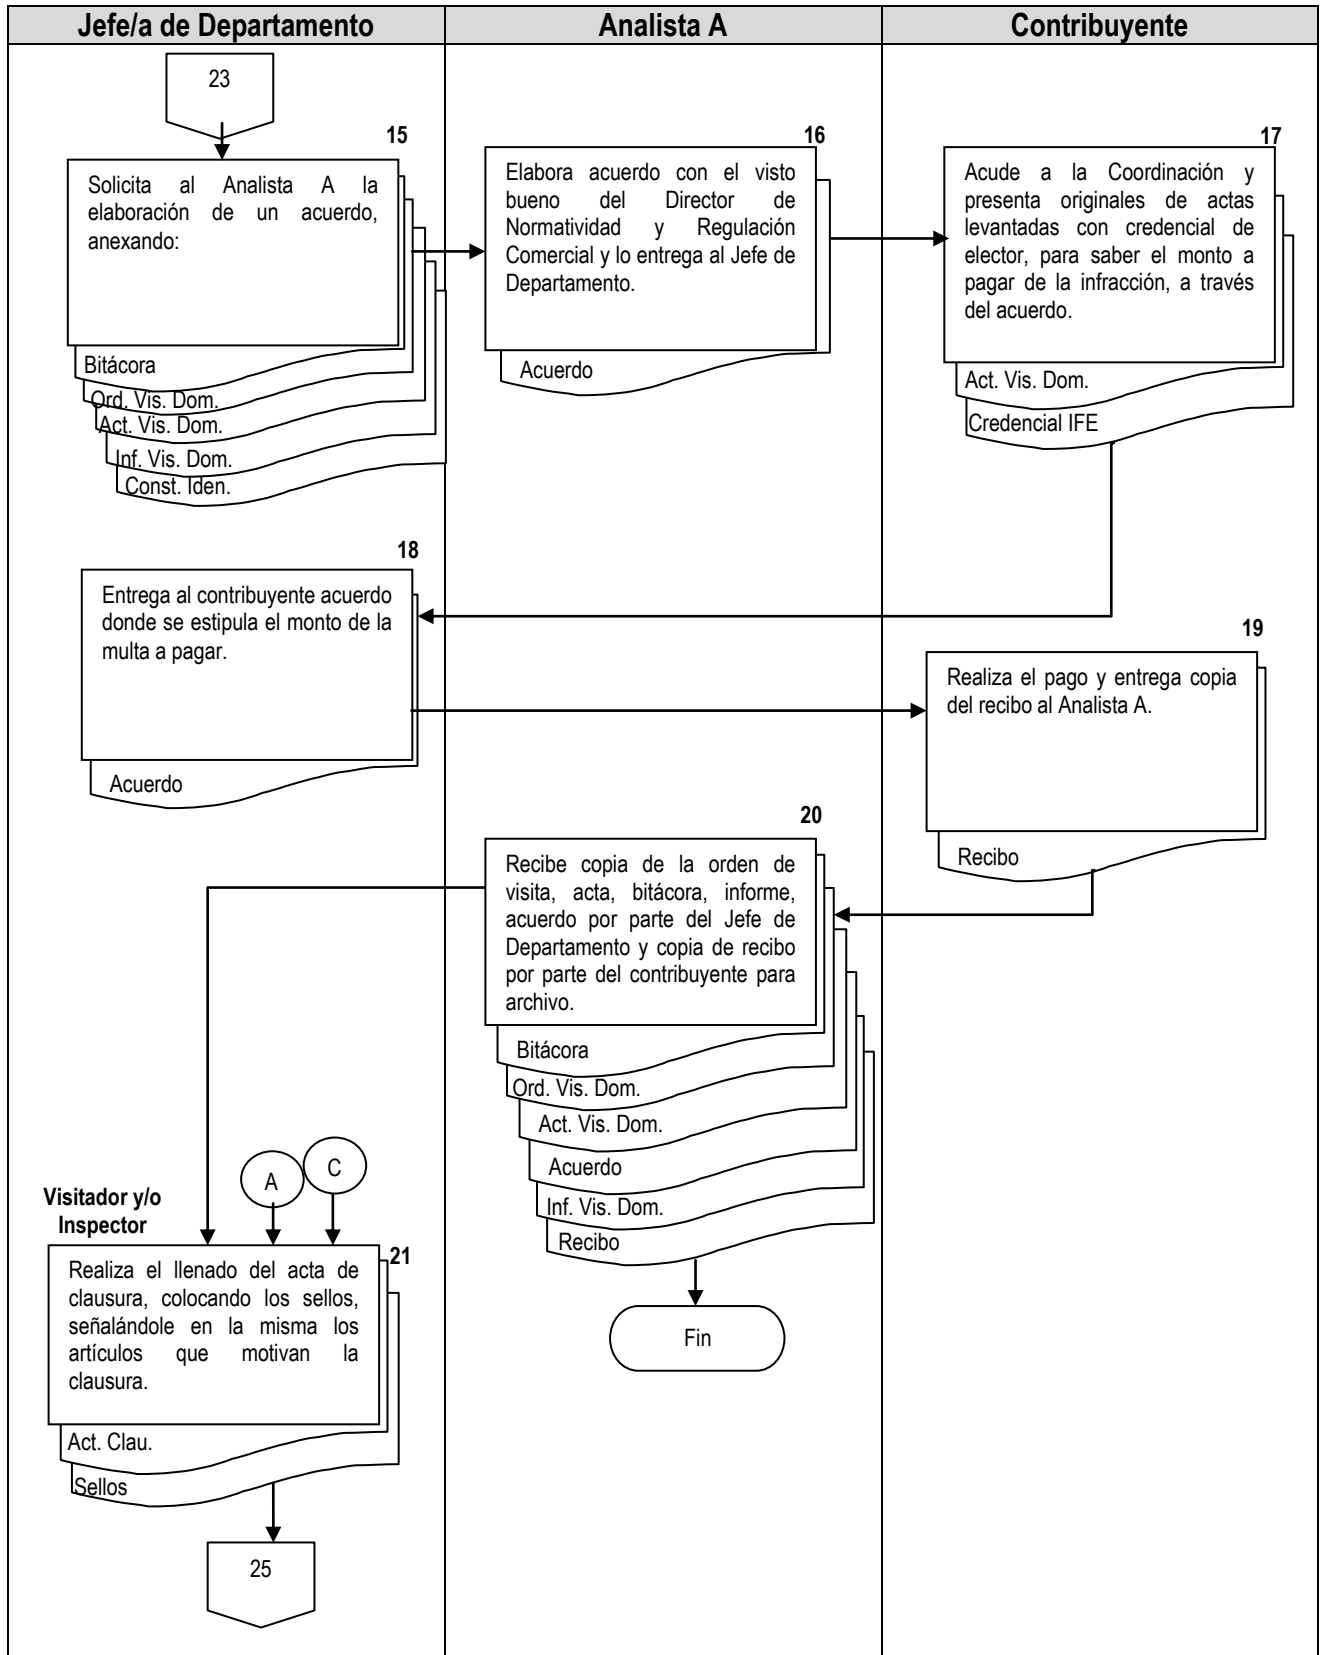 Jefe/a de Departamento
Analista A
Contribuyente
23
15
Solicita al Analista A la
elaboración de un acuerdo,
anexando:
Bitácora
Ord. Vis. Dom.
Act. Vis. Dom.
Inf. Vis. Dom.
Const. Iden.
16
Elabora acuerdo con el visto
bueno del Director de
Normatividad y Regulación
Comercial y lo entrega al Jefe de
Departamento.
Acuerdo
17
Acude a la Coordinación y
presenta originales de actas
levantadas con credencial de
elector, para saber el monto a
pagar de la infracción, a través
del acuerdo.
Act. Vis. Dom.
Credencial IFE
18
Entrega al contribuyente acuerdo
donde se estipula el monto de la
multa a pagar.
Acuerdo
19
Realiza el pago y entrega copia
del recibo al Analista A.
Recibo
20
Recibe copia de la orden de
visita, acta, bitácora, informe,
acuerdo por parte del Jefe de
Departamento y copia de recibo
por parte del contribuyente para
archivo.
Bitácora
Ord. Vis. Dom.
Act. Vis. Dom.
Acuerdo
Inf. Vis. Dom.
Recibo
Fin
A
C
Visitador y/o
Inspector
21
Realiza el llenado del acta de
clausura, colocando los sellos,
señalándole en la misma los
artículos que motivan la
clausura.
Act. Clau.
Sellos
25